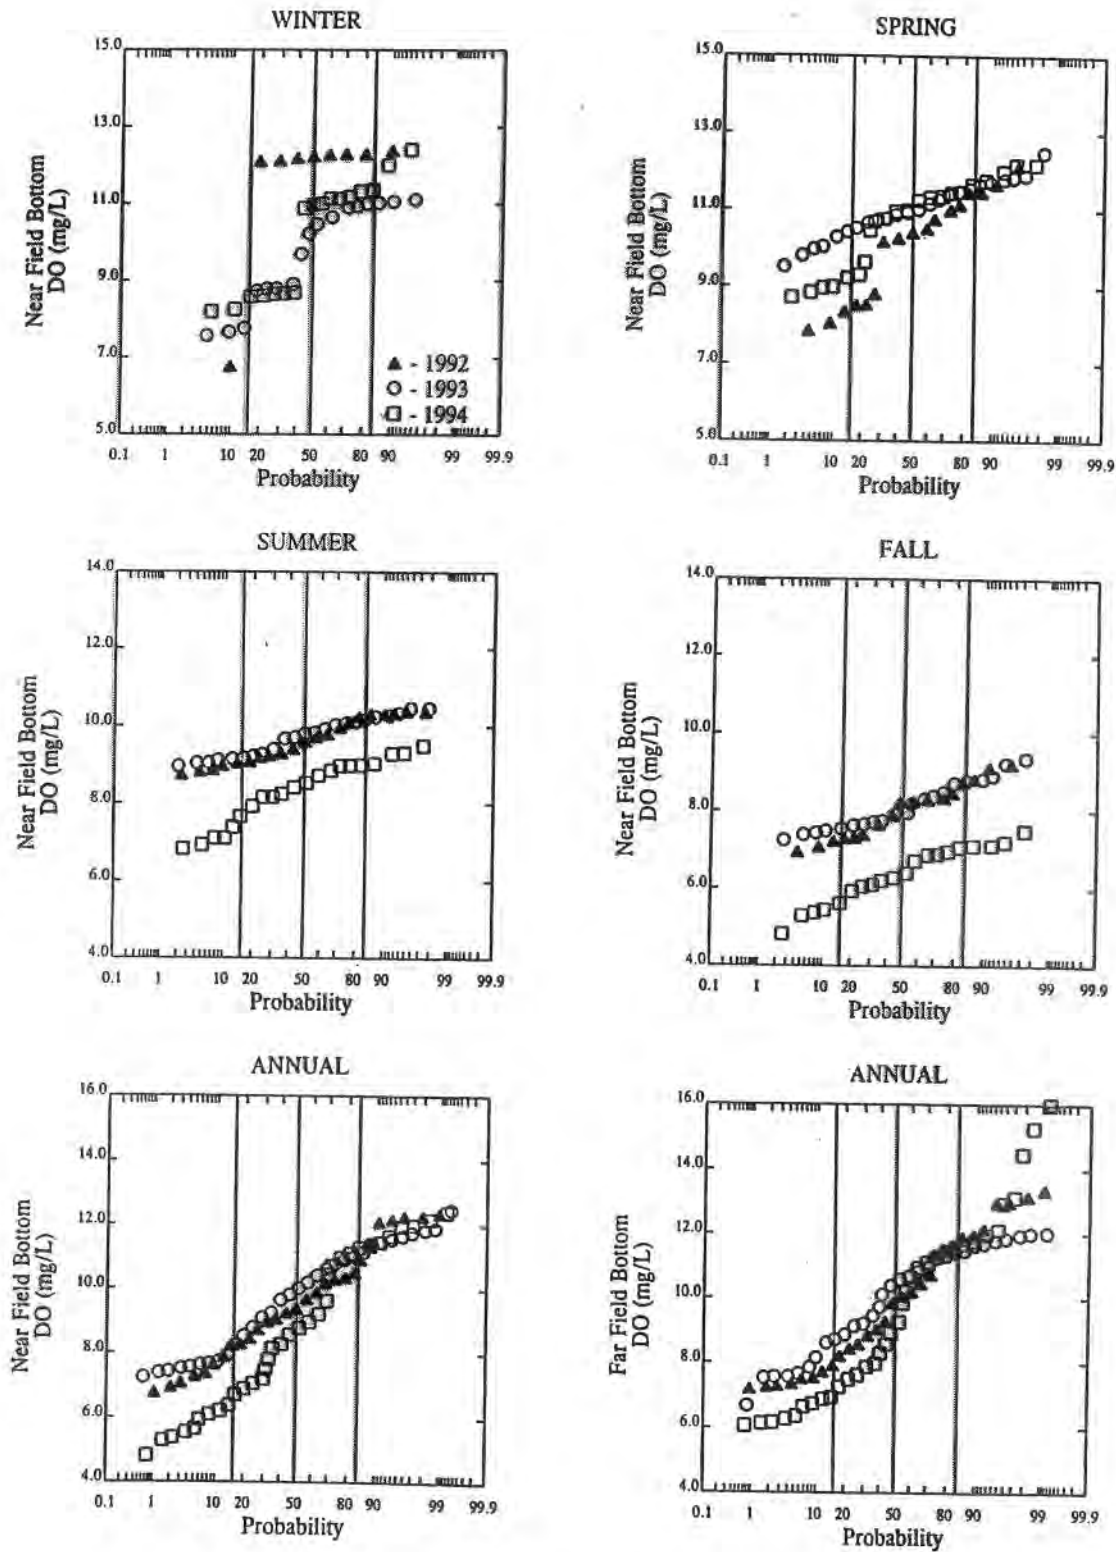 WINTER
15.0
13.0
11.0
9.0
7.0
5.0
Near Field Bottom
DO (mg/L)
▲ - 1992
○ - 1993
□ - 1994
0.1 1 10 20 50 80 90 99 99.9
Probability
SPRING
15.0
13.0
11.0
9.0
7.0
5.0
Near Field Bottom
DO (mg/L)
0.1 1 10 20 50 80 90 99 99.9
Probability
SUMMER
14.0
12.0
10.0
8.0
6.0
4.0
Near Field Bottom
DO (mg/L)
0.1 1 10 20 50 80 90 99 99.9
Probability
FALL
14.0
12.0
10.0
8.0
6.0
4.0
Near Field Bottom
DO (mg/L)
0.1 1 10 20 50 80 90 99 99.9
Probability
ANNUAL
16.0
14.0
12.0
10.0
8.0
6.0
4.0
Near Field Bottom
DO (mg/L)
0.1 1 10 20 50 80 90 99 99.9
Probability
ANNUAL
16.0
14.0
12.0
10.0
8.0
6.0
4.0
Far Field Bottom
DO (mg/L)
0.1 1 10 20 50 80 90 99 99.9
Probability